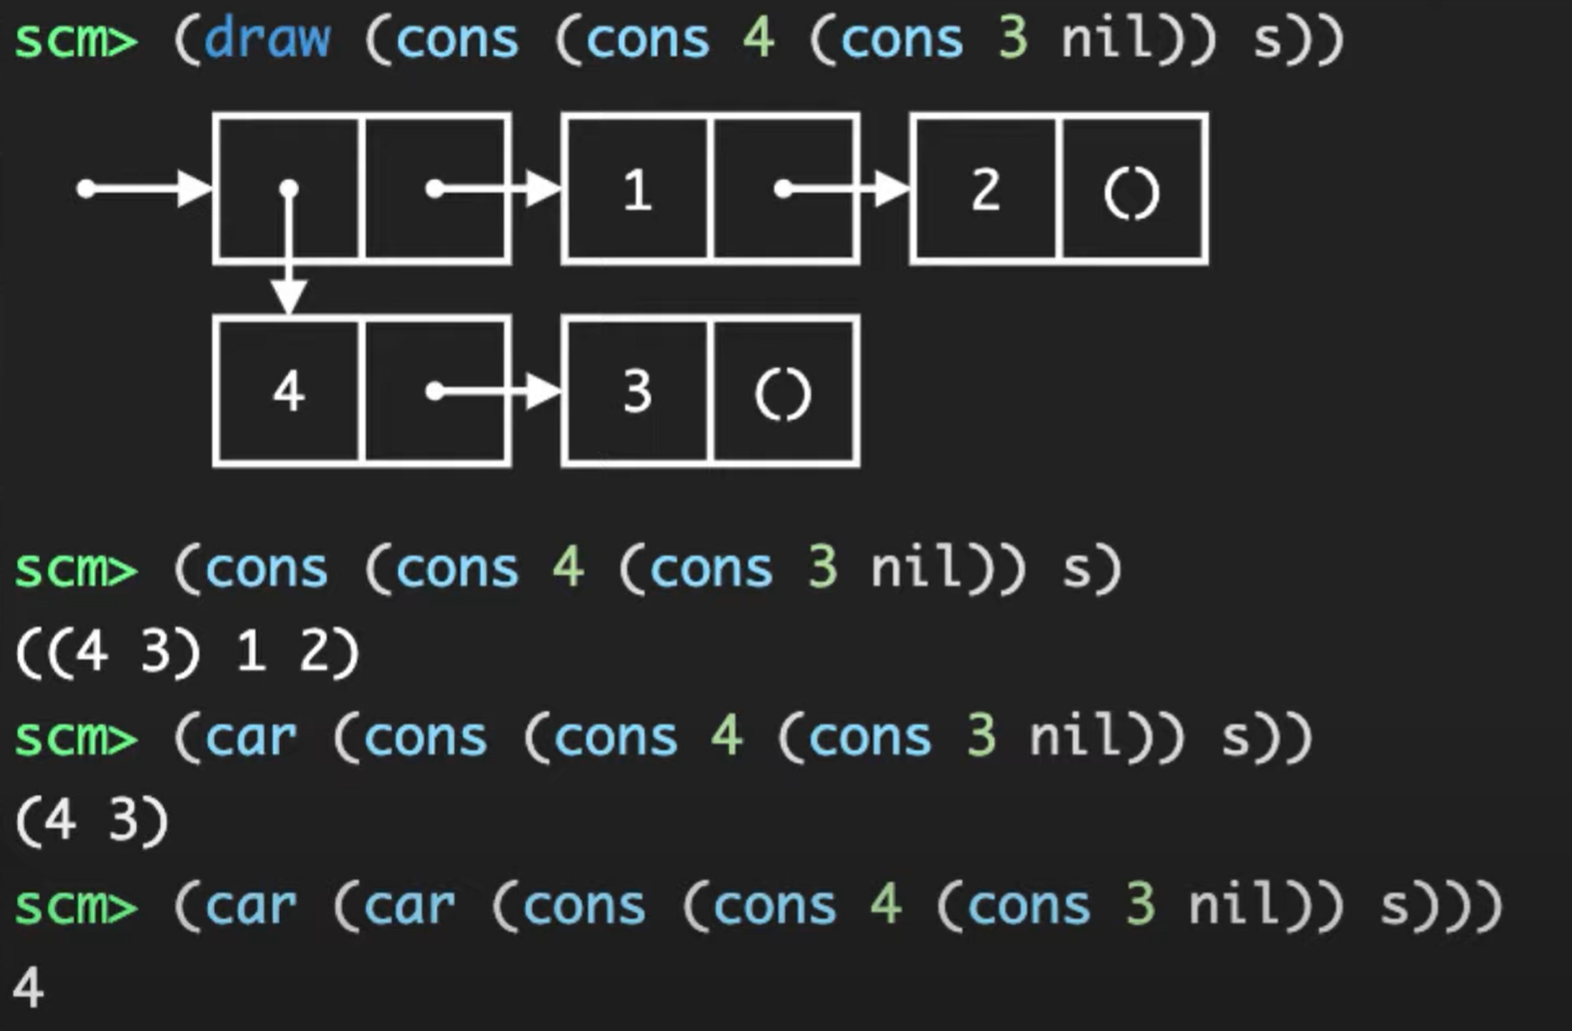 scm> (draw (cons (cons 4 (cons 3 nil)) s))
1 2 ()
4 3 ()
scm> (cons (cons 4 (cons 3 nil)) s)
((4 3) 1 2)
scm> (car (cons (cons 4 (cons 3 nil)) s))
(4 3)
scm> (car (car (cons (cons 4 (cons 3 nil)) s)))
4